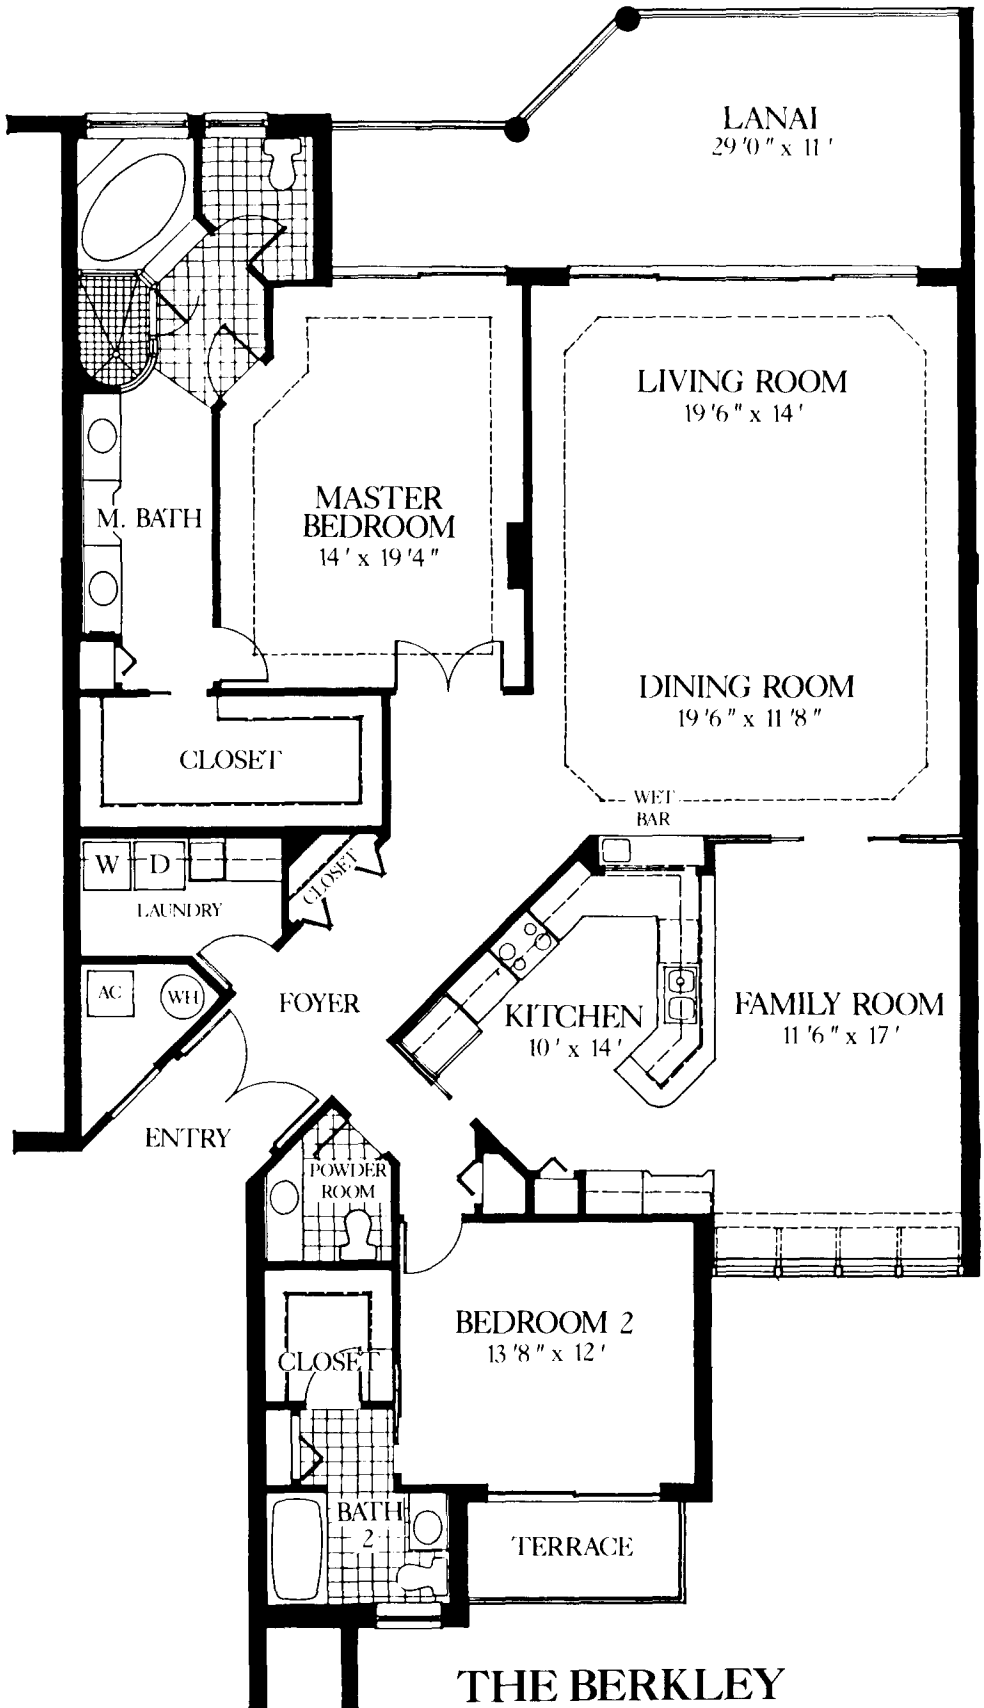 LANAI
29'0" x 11'
LIVING ROOM
19'6" x 14'
MASTER
BEDROOM
14' x 19'4"
M. BATH
DINING ROOM
19'6" x 11'8"
CLOSET
WET
BAR
W D
CLOSET
LAUNDRY
AC
WH
FOYER
KITCHEN
10' x 14'
FAMILY ROOM
11'6" x 17'
ENTRY
POWDER
ROOM
BEDROOM 2
13'8" x 12'
CLOSET
BATH
2
TERRACE
THE BERKLEY